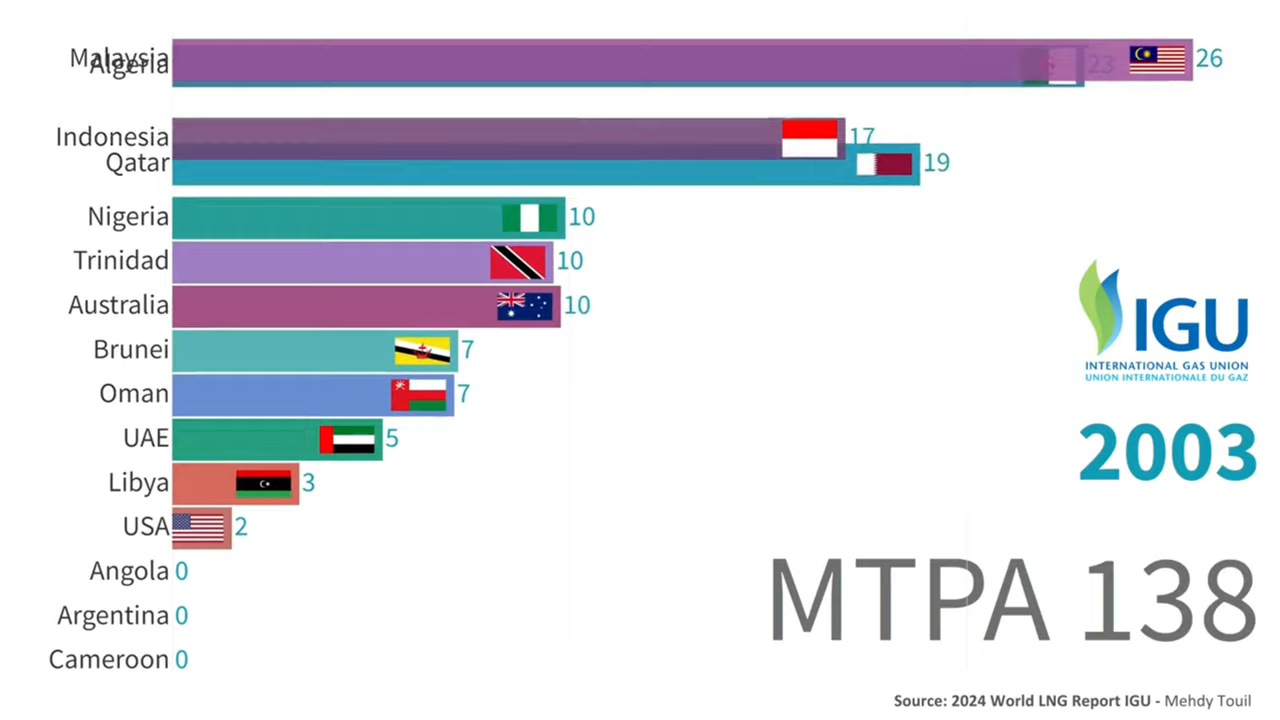 Malaysia 26
Algeria 23
Indonesia 17
Qatar 19
Nigeria 10
Trinidad 10
Australia 10
Brunei 7
Oman 7
UAE 5
Libya 3
USA 2
Angola 0
Argentina 0
Cameroon 0
IGU
INTERNATIONAL GAS UNION
UNION INTERNATIONALE DU GAZ
2003
MTPA 138
Source: 2024 World LNG Report IGU - Mehdy Touil